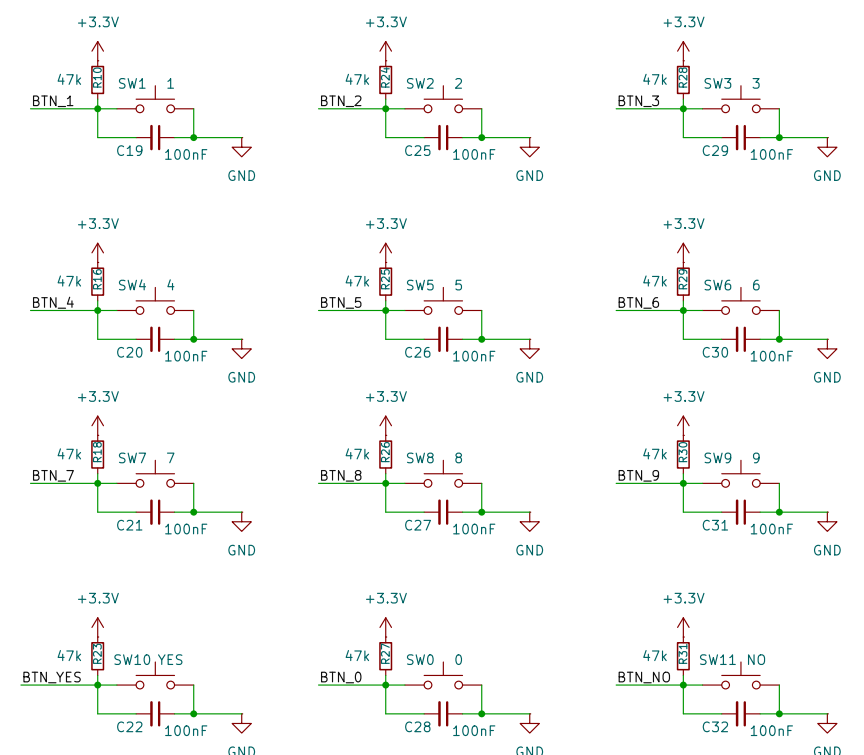 +3.3V +3.3V +3.3V
47k R10 SW1 1 47k R24 SW2 2 47k R28 SW3 3
BTN_1 BTN_2 BTN_3
C19 100nF C25 100nF C29 100nF
GND GND GND
+3.3V +3.3V +3.3V
47k R16 SW4 4 47k R25 SW5 5 47k R29 SW6 6
BTN_4 BTN_5 BTN_6
C20 100nF C26 100nF C30 100nF
GND GND GND
+3.3V +3.3V +3.3V
47k R18 SW7 7 47k R26 SW8 8 47k R30 SW9 9
BTN_7 BTN_8 BTN_9
C21 100nF C27 100nF C31 100nF
GND GND GND
+3.3V +3.3V +3.3V
47k R23 SW10 YES 47k R27 SW0 0 47k R31 SW11 NO
BTN_YES BTN_0 BTN_NO
C22 100nF C28 100nF C32 100nF
GND GND GND